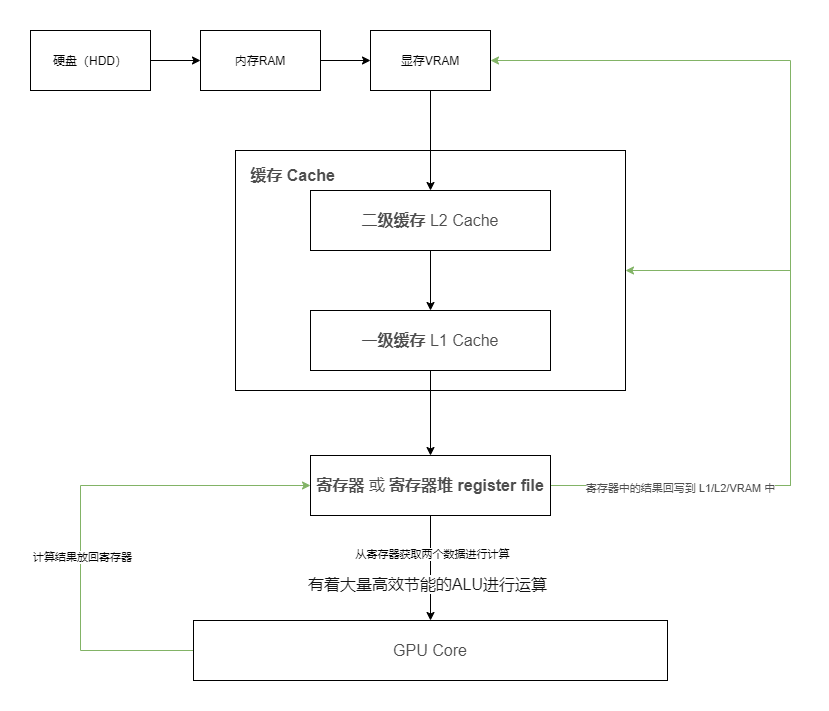 硬盘（HDD）
内存RAM
显存VRAM
缓存 Cache
二级缓存 L2 Cache
一级缓存 L1 Cache
寄存器 或 寄存器堆 register file
寄存器中的结果回写到 L1/L2/VRAM 中
从寄存器获取两个数据进行计算
计算结果放回寄存器
有着大量高效节能的ALU进行运算
GPU Core